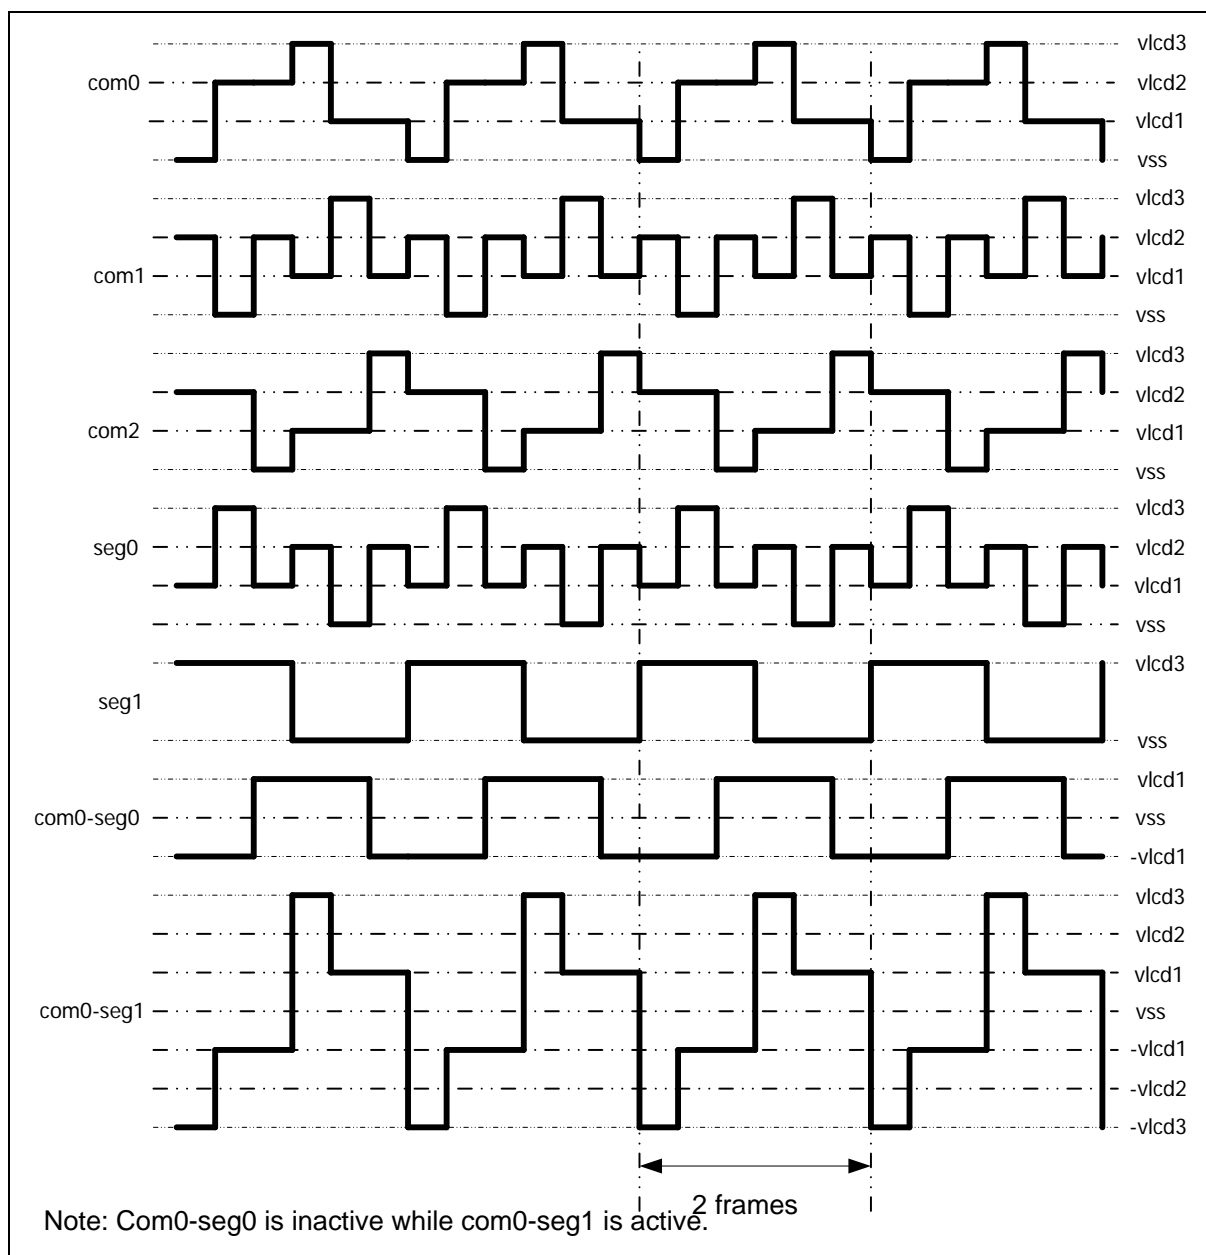 com0
vlcd3
vlcd2
vlcd1
vss
com1
vlcd3
vlcd2
vlcd1
vss
com2
vlcd3
vlcd2
vlcd1
vss
seg0
vlcd3
vlcd2
vlcd1
vss
seg1
vlcd3
vss
com0-seg0
vlcd1
vss
-vlcd1
com0-seg1
vlcd3
vlcd2
vlcd1
vss
-vlcd1
-vlcd2
-vlcd3
2 frames
Note: Com0-seg0 is inactive while com0-seg1 is active.